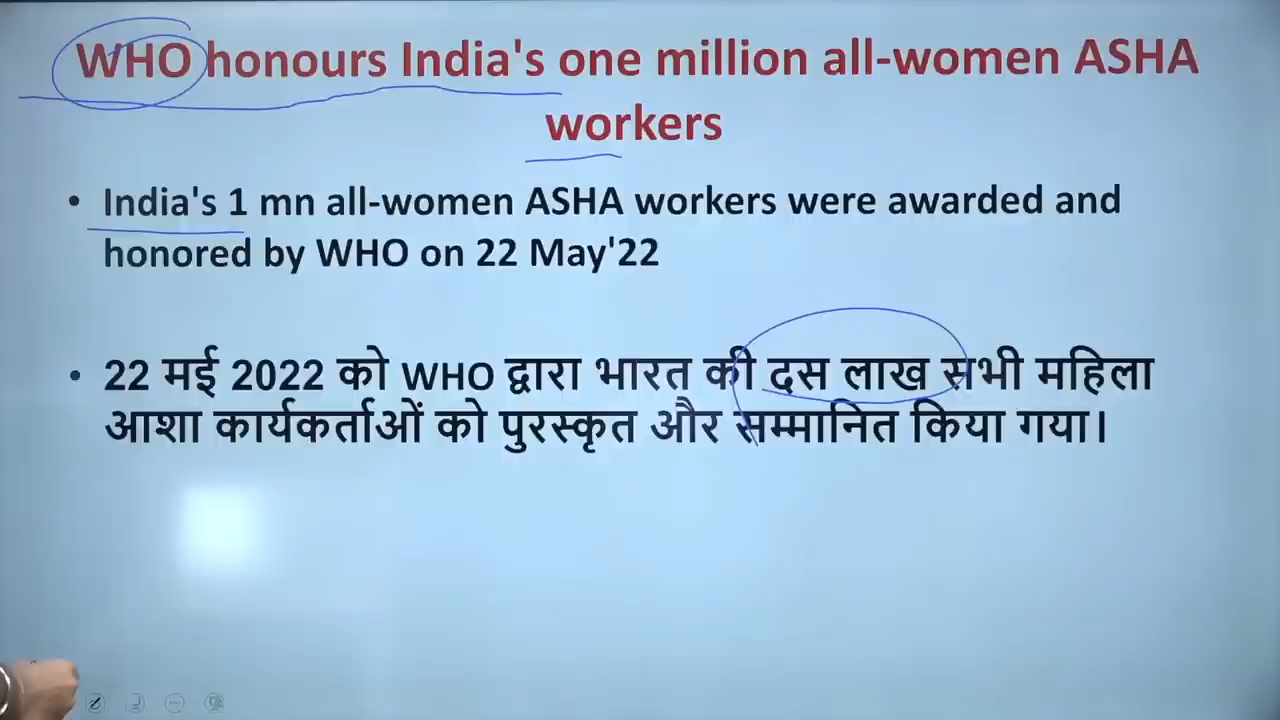 WHO honours India's one million all-women ASHA
workers
• India's 1 mn all-women ASHA workers were awarded and
honored by WHO on 22 May'22
• 22 मई 2022 को WHO द्वारा भारत की दस लाख सभी महिला
आशा कार्यकर्ताओं को पुरस्कृत और सम्मानित किया गया।